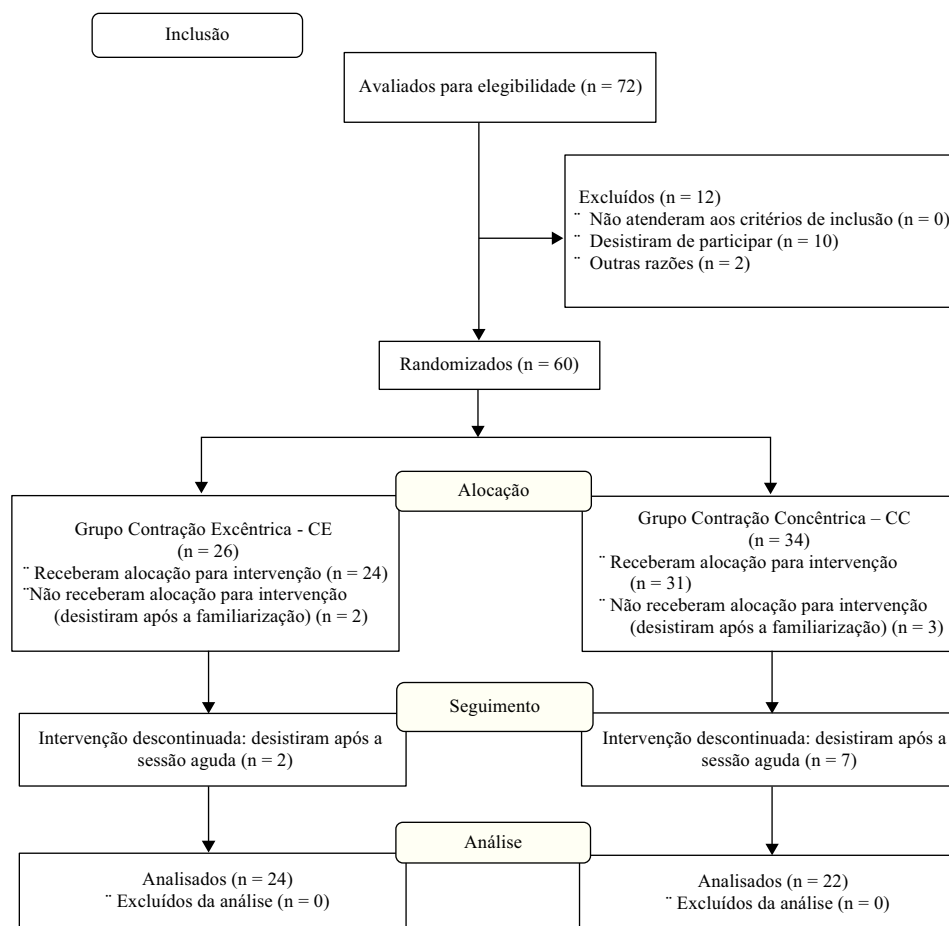 Inclusão
Avaliados para elegibilidade (n = 72)
Excluídos (n = 12)
¨ Não atenderam aos critérios de inclusão (n = 0)
¨ Desistiram de participar (n = 10)
¨ Outras razões (n = 2)
Randomizados (n = 60)
Alocação
Grupo Contração Excêntrica - CE
(n = 26)
¨ Receberam alocação para intervenção (n = 24)
¨Não receberam alocação para intervenção
(desistiram após a familiarização) (n = 2)
Grupo Contração Concêntrica – CC
(n = 34)
¨ Receberam alocação para intervenção
(n = 31)
¨ Não receberam alocação para intervenção
(desistiram após a familiarização) (n = 3)
Seguimento
Intervenção descontinuada: desistiram após a
sessão aguda (n = 2)
Intervenção descontinuada: desistiram após a
sessão aguda (n = 7)
Análise
Analisados (n = 24)
¨ Excluídos da análise (n = 0)
Analisados (n = 22)
¨ Excluídos da análise (n = 0)